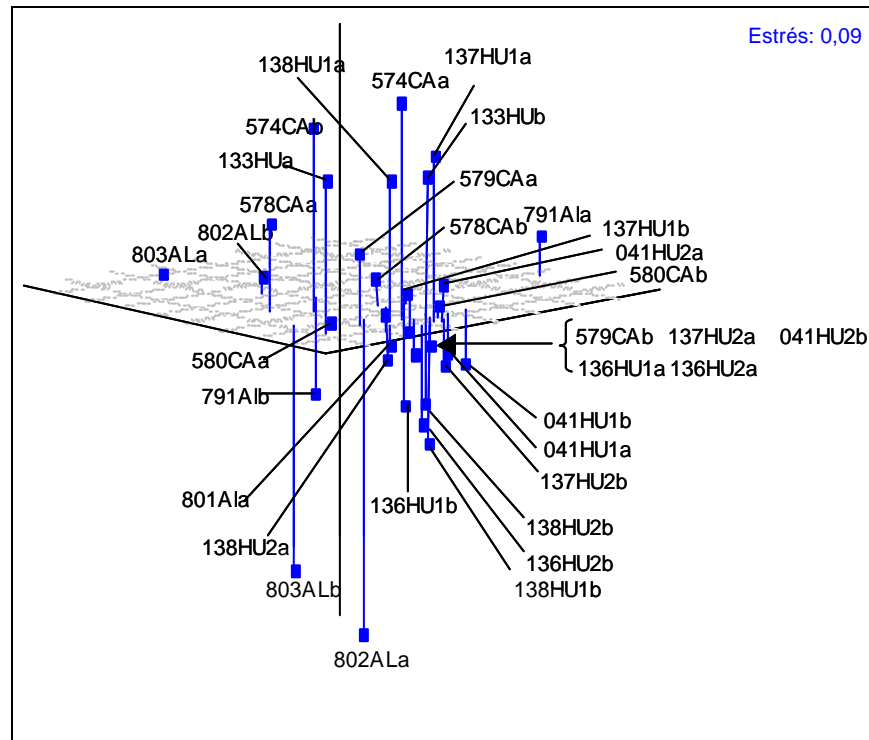 Estrés: 0,09
137HU1a
138HU1a
574CAa
133HUb
574CAb
133HUa
579CAa
578CAa
578CAb
791AIa
137HU1b
802ALb
041HU2a
803ALa
580CAb
579CAb 137HU2a 041HU2b
580CAa
136HU1a 136HU2a
791AIb
041HU1b
041HU1a
137HU2b
801AIa
136HU1b
138HU2b
138HU2a
136HU2b
803ALb
138HU1b
802ALa